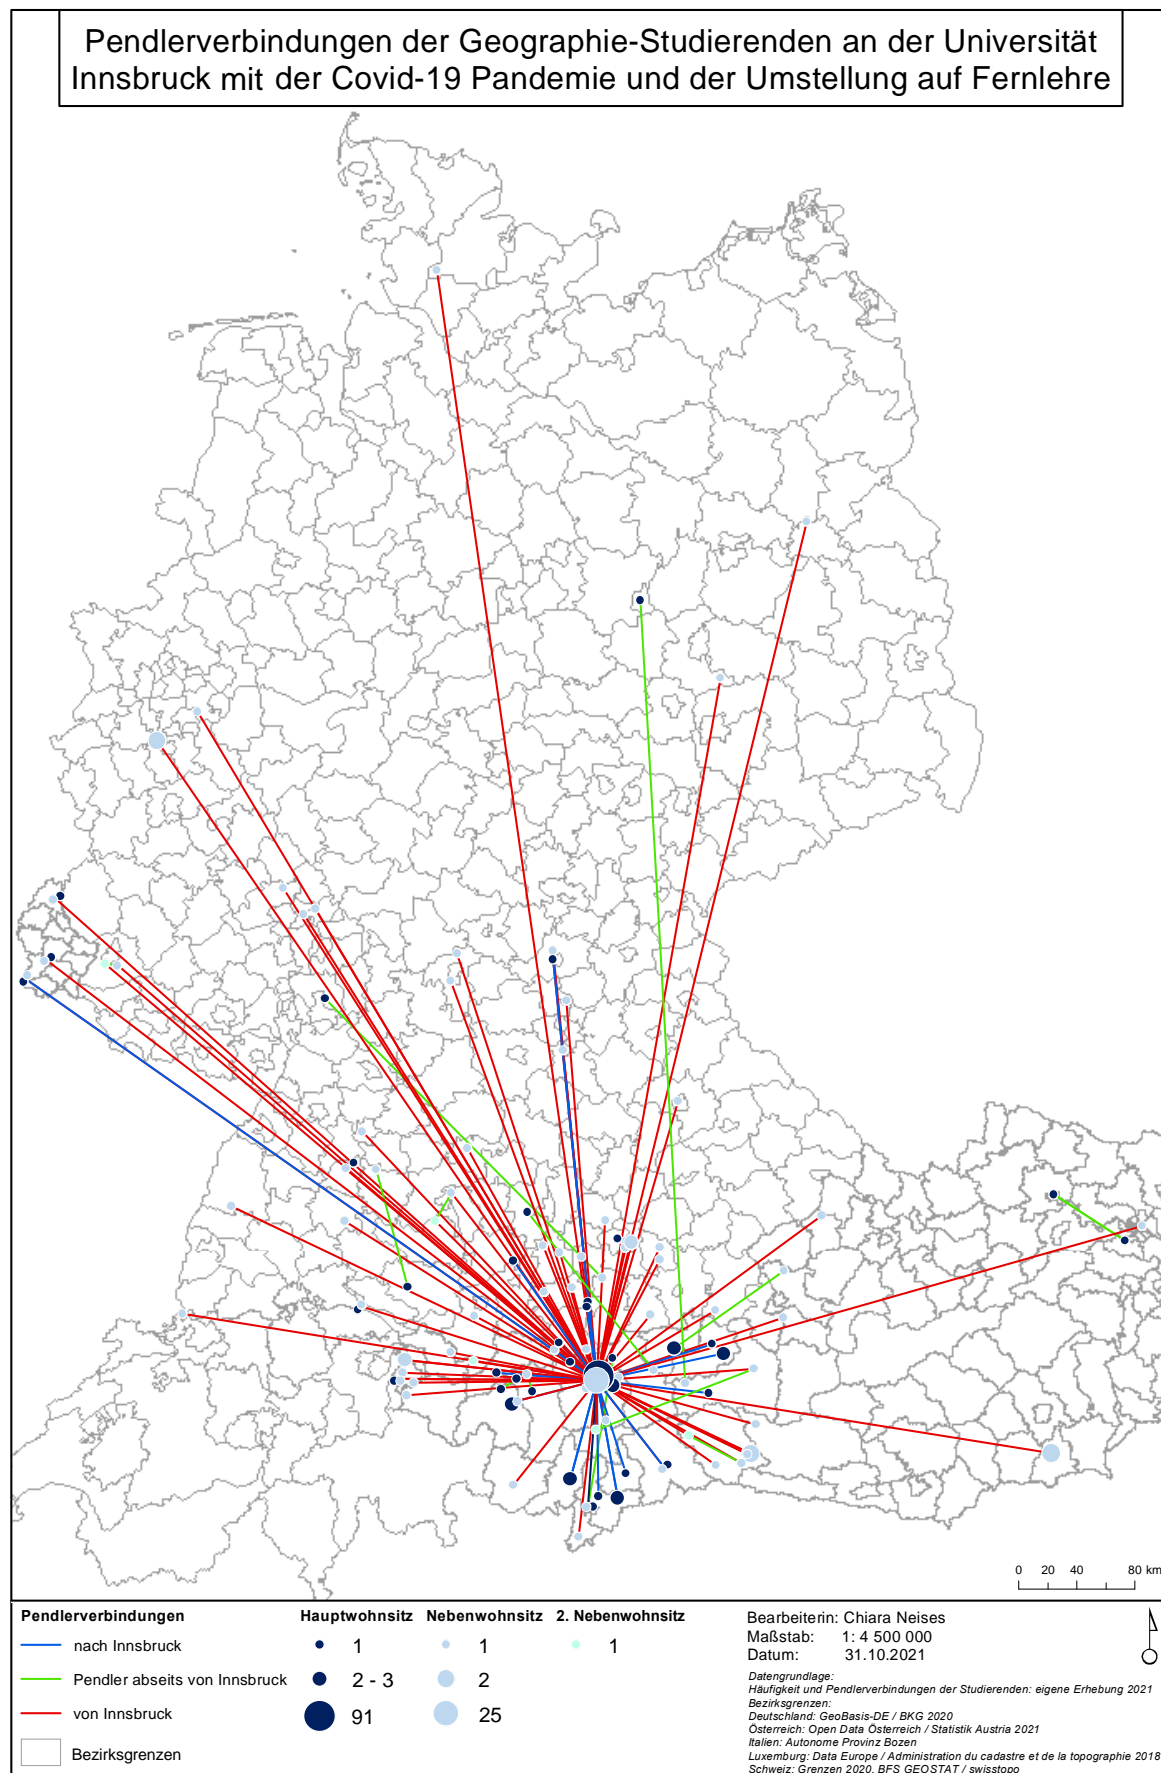 Pendlerverbindungen der Geographie-Studierenden an der Universität
Innsbruck mit der Covid-19 Pandemie und der Umstellung auf Fernlehre
0 20 40 80 km
Pendlerverbindungen
nach Innsbruck
Pendler abseits von Innsbruck
von Innsbruck
Bezirksgrenzen
Hauptwohnsitz
1
2 - 3
91
Nebenwohnsitz
1
2
25
2. Nebenwohnsitz
1
Bearbeiterin: Chiara Neises
Maßstab: 1: 4 500 000
Datum: 31.10.2021
Datengrundlage:
Häufigkeit und Pendlerverbindungen der Studierenden: eigene Erhebung 2021
Bezirksgrenzen:
Deutschland: GeoBasis-DE / BKG 2020
Österreich: Open Data Österreich / Statistik Austria 2021
Italien: Autonome Provinz Bozen
Luxemburg: Data Europe / Administration du cadastre et de la topographie 2018
Schweiz: Grenzen 2020, BFS GEOSTAT / swisstopo